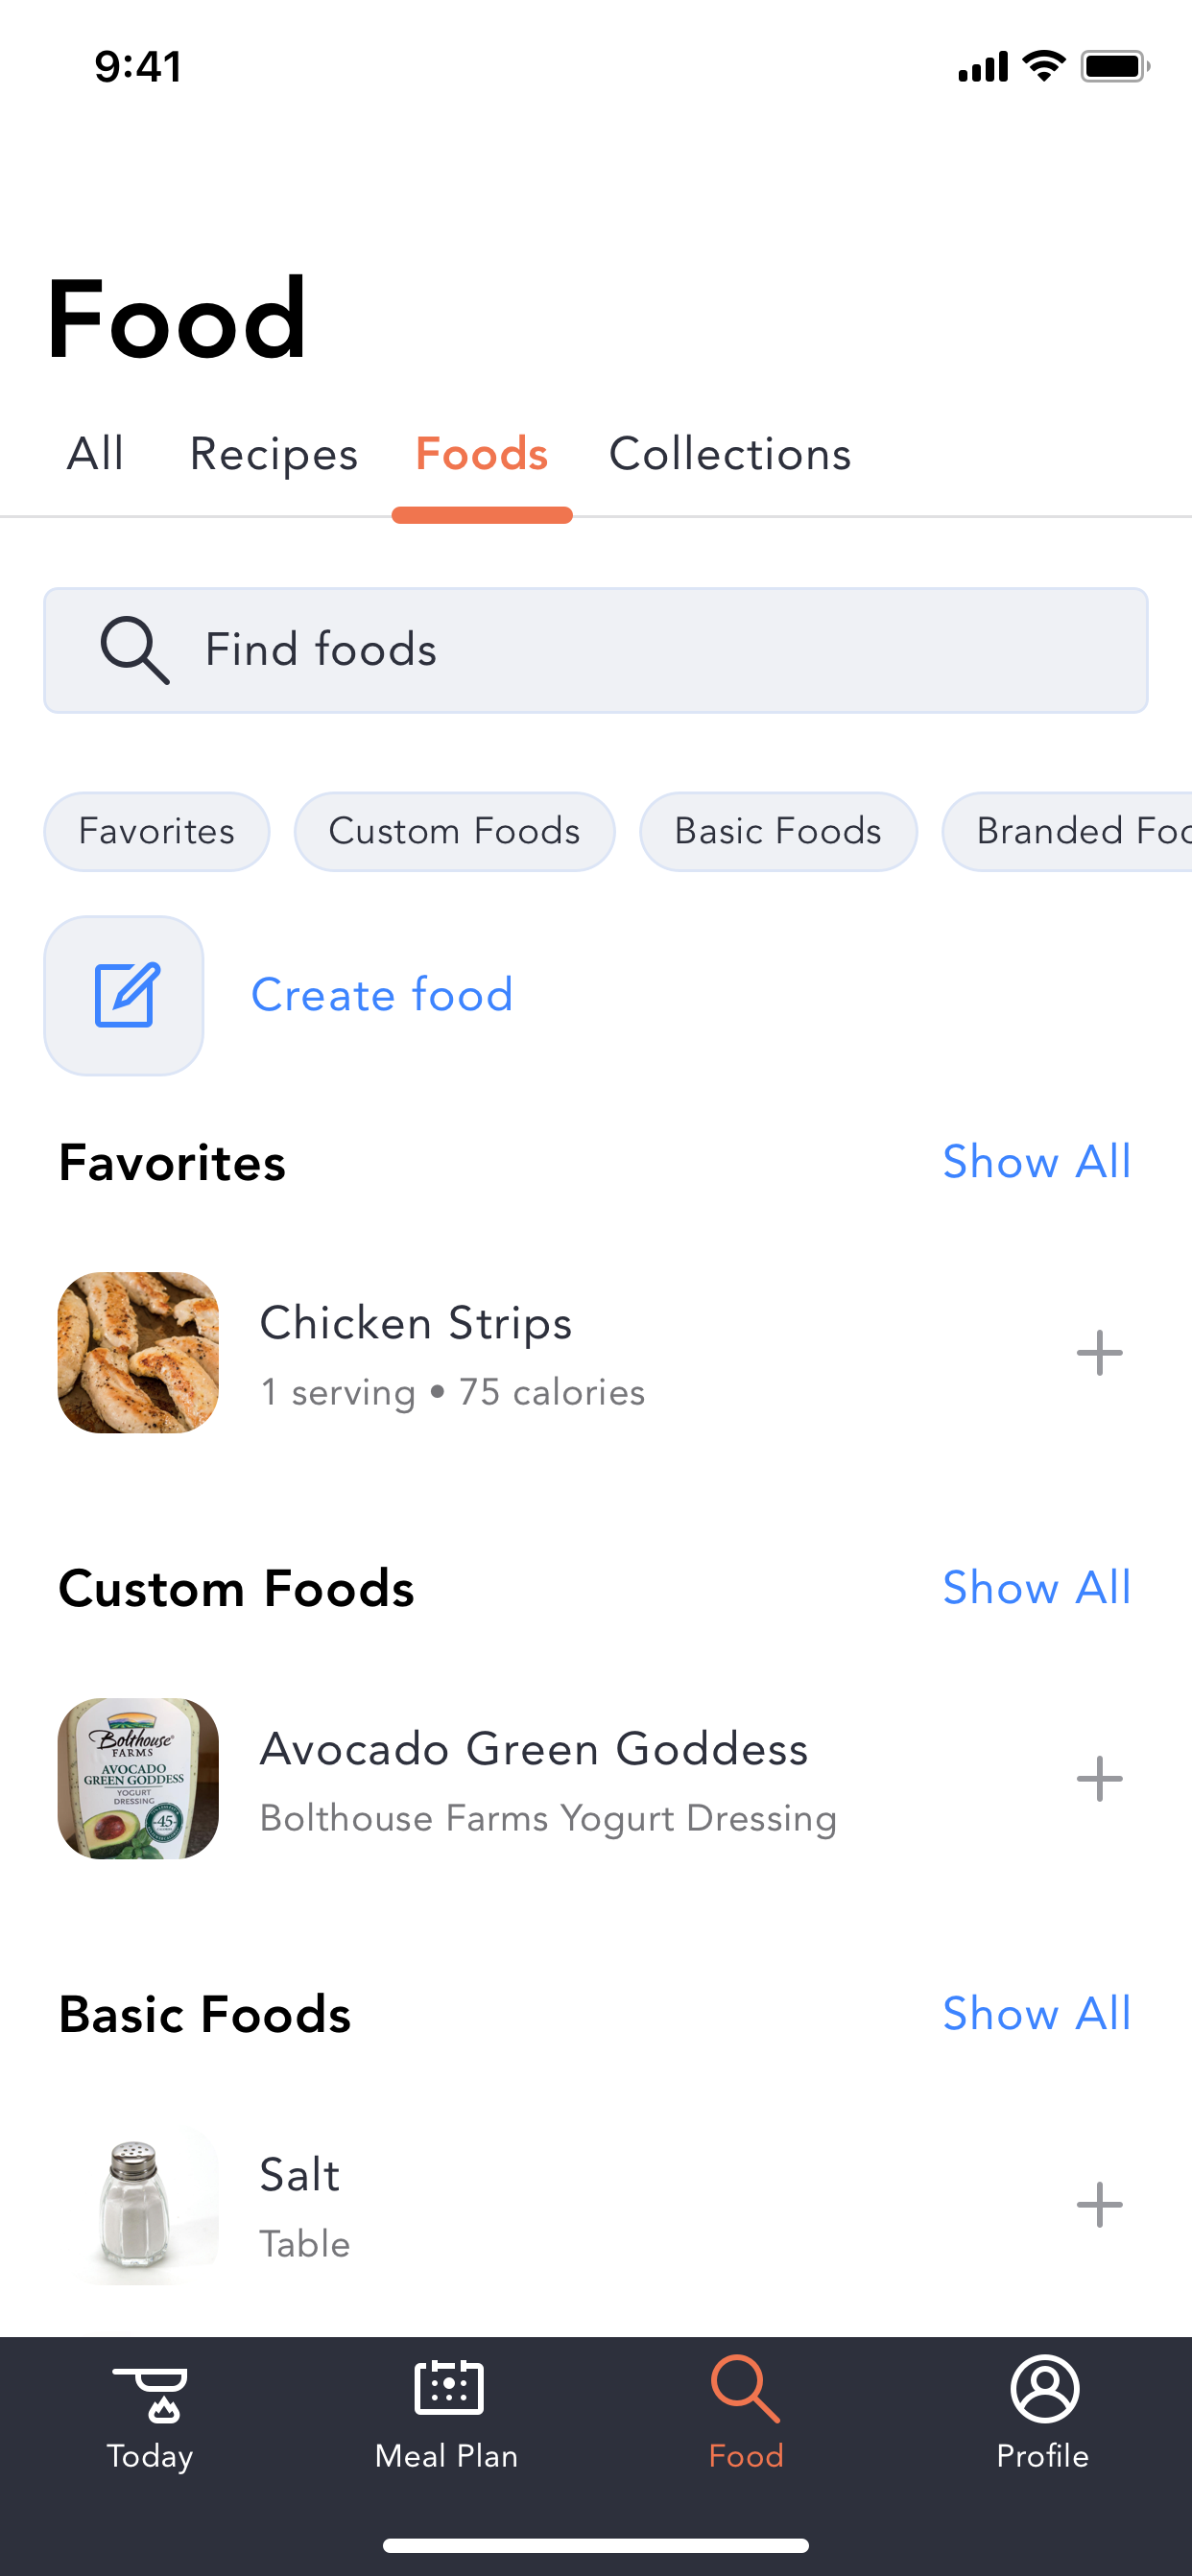 9:41
Food
All Recipes Foods Collections
Find foods
Favorites Custom Foods Basic Foods Branded Foo
Create food
Favorites Show All
Chicken Strips
1 serving • 75 calories
Custom Foods Show All
Bolthouse
FARMS
AVOCADO
GREEN GODDESS
YOGURT
DRESSING
45
Avocado Green Goddess
Bolthouse Farms Yogurt Dressing
Basic Foods Show All
Salt
Table
Today Meal Plan Food Profile